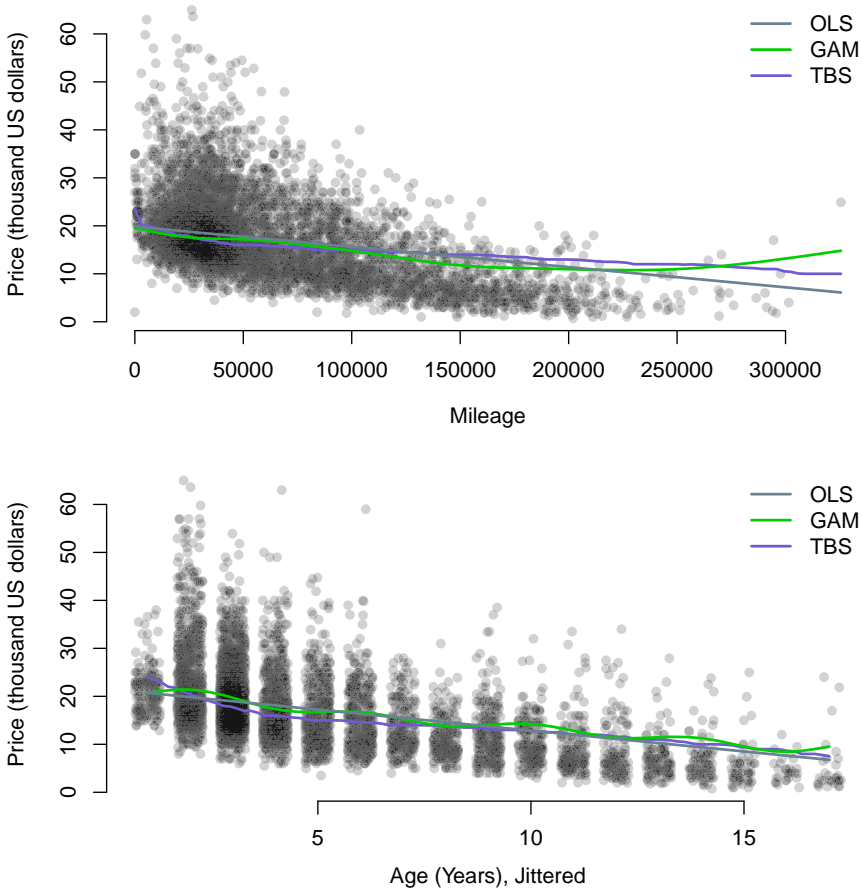 Price (thousand US dollars)
0
10
20
30
40
50
60
OLS
GAM
TBS
0 50000 100000 150000 200000 250000 300000
Mileage
Price (thousand US dollars)
0
10
20
30
40
50
60
OLS
GAM
TBS
5 10 15
Age (Years), Jittered